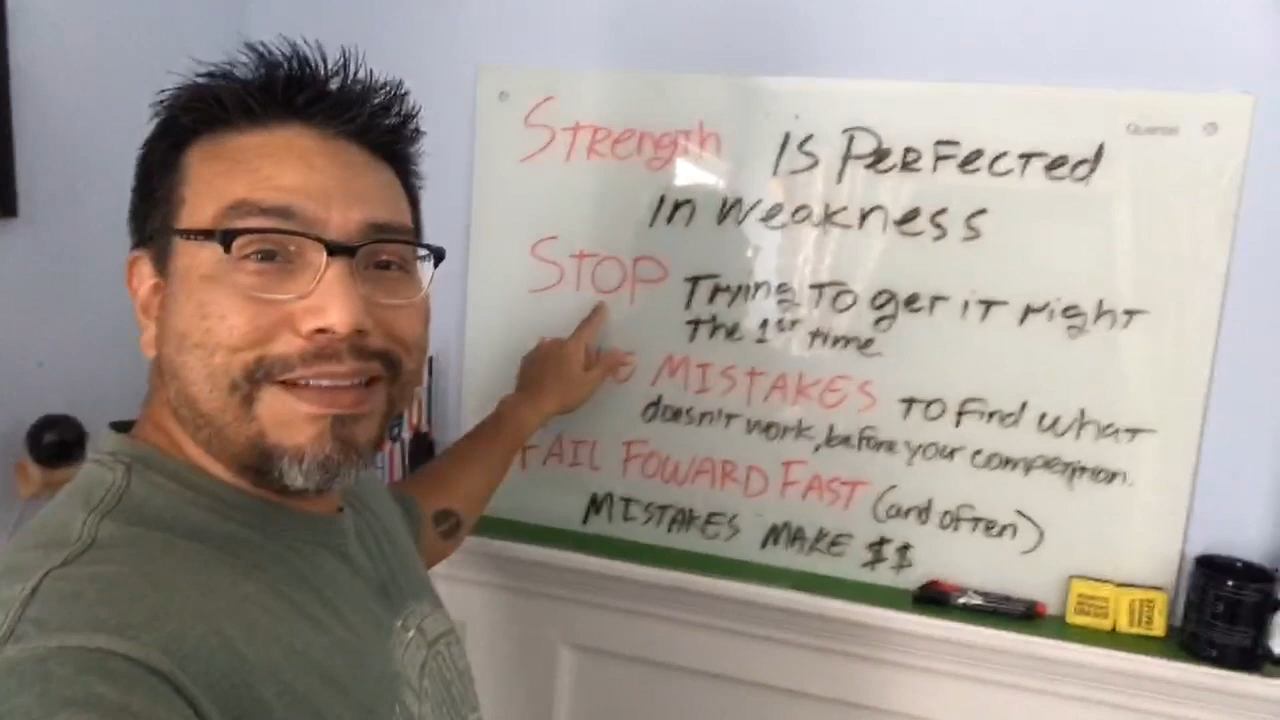 Quartet
STRength IS PERFECTED
IN WEAKNESS
STOP Trying TO get IT right
The 1st time
MISTAKES TO find what
doesn't work, before your competition.
FAIL FOWARD FAST (and often)
MISTAKES MAKE $$